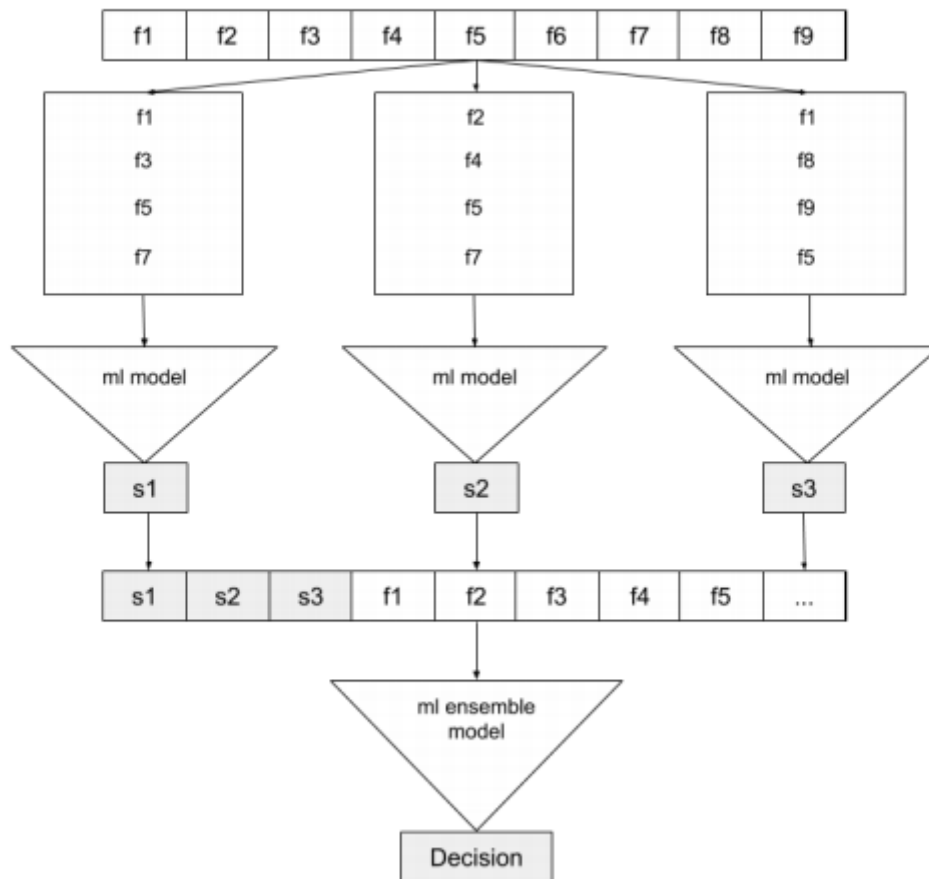 f1 f2 f3 f4 f5 f6 f7 f8 f9
f1 f2 f1
f3 f4 f8
f5 f5 f9
f7 f7 f5
ml model ml model ml model
s1 s2 s3
s1 s2 s3 f1 f2 f3 f4 f5 ...
ml ensemble
model
Decision